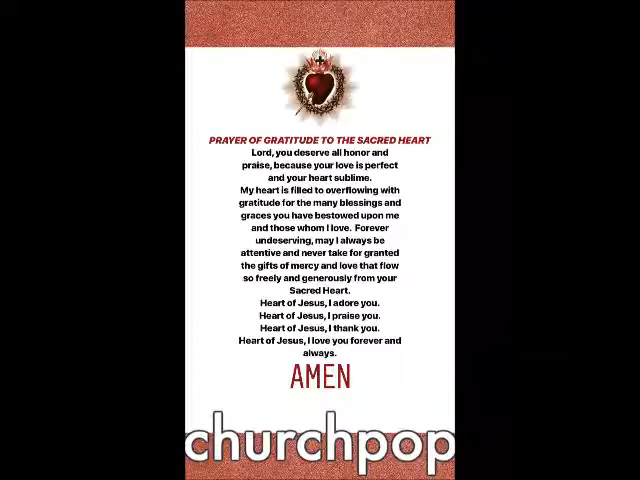 PRAYER OF GRATITUDE TO THE SACRED HEART
Lord, you deserve all honor and
praise, because your love is perfect
and your heart sublime.
My heart is filled to overflowing with
gratitude for the many blessings and
graces you have bestowed upon me
and those whom I love. Forever
undeserving, may I always be
attentive and never take for granted
the gifts of mercy and love that flow
so freely and generously from your
Sacred Heart.
Heart of Jesus, I adore you.
Heart of Jesus, I praise you.
Heart of Jesus, I thank you.
Heart of Jesus, I love you forever and
always.
AMEN
churchpop